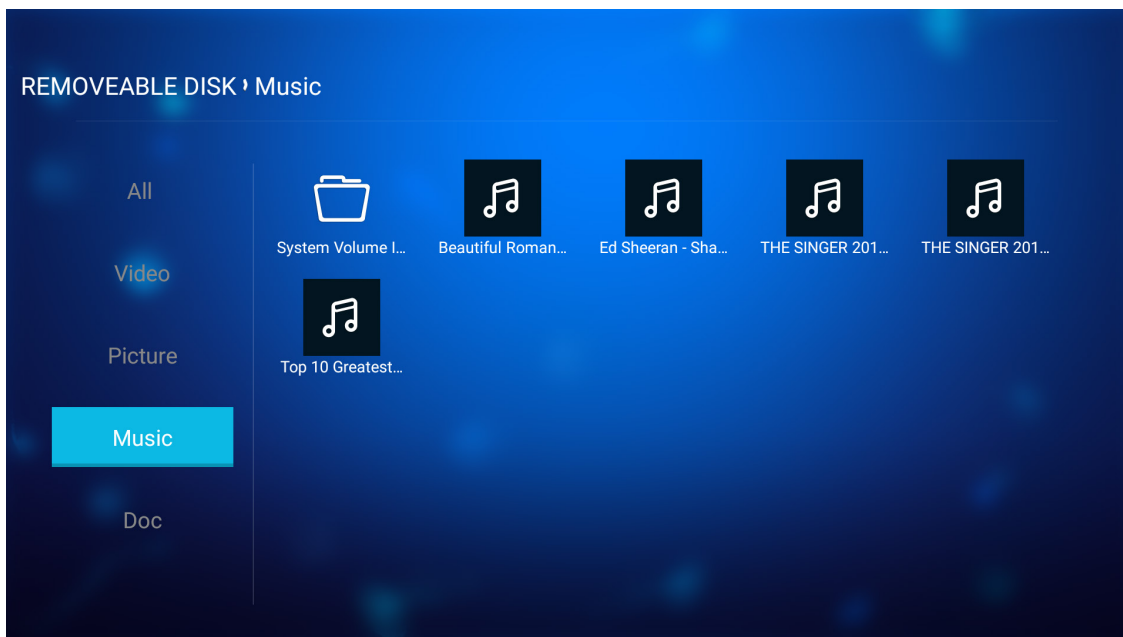 REMOVEABLE DISK Music
All
Video
Picture
Music
Doc
System Volume I...
Beautiful Roman...
Ed Sheeran - Sha...
THE SINGER 201...
THE SINGER 201...
Top 10 Greatest...